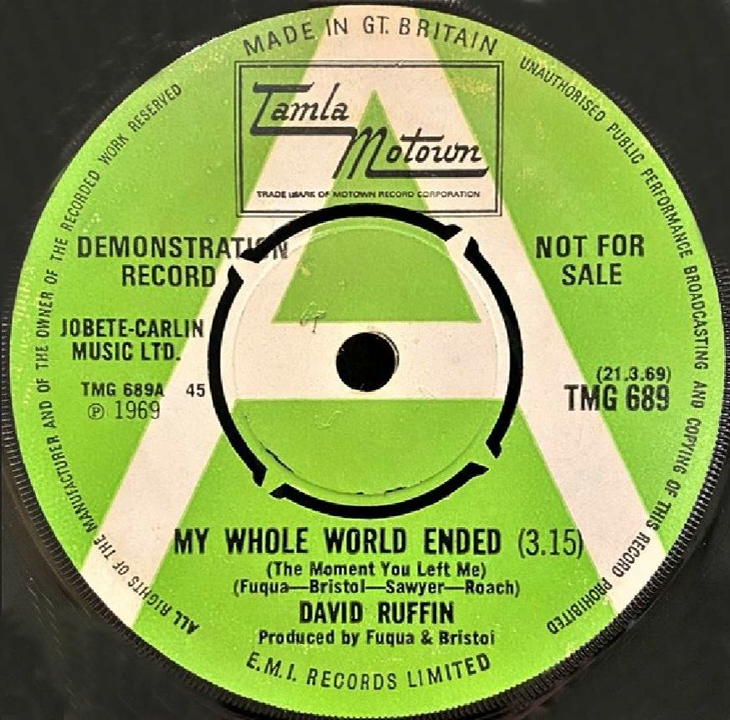 MADE IN GT. BRITAIN
Tamla
Motown
TRADE MARK OF MOTOWN RECORD CORPORATION
DEMONSTRATION
RECORD
NOT FOR
SALE
JOBETE-CARLIN
MUSIC LTD.
TMG 689A 45
℗ 1969
(21.3.69)
TMG 689
A
MY WHOLE WORLD ENDED (3.15)
(The Moment You Left Me)
(Fuqua—Bristol—Sawyer—Roach)
DAVID RUFFIN
Produced by Fuqua & Bristol
E.M.I. RECORDS LIMITED
ALL RIGHTS OF THE MANUFACTURER AND OF THE OWNER OF THE RECORDED WORK RESERVED
UNAUTHORISED PUBLIC PERFORMANCE BROADCASTING AND COPYING OF THIS RECORD PROHIBITED